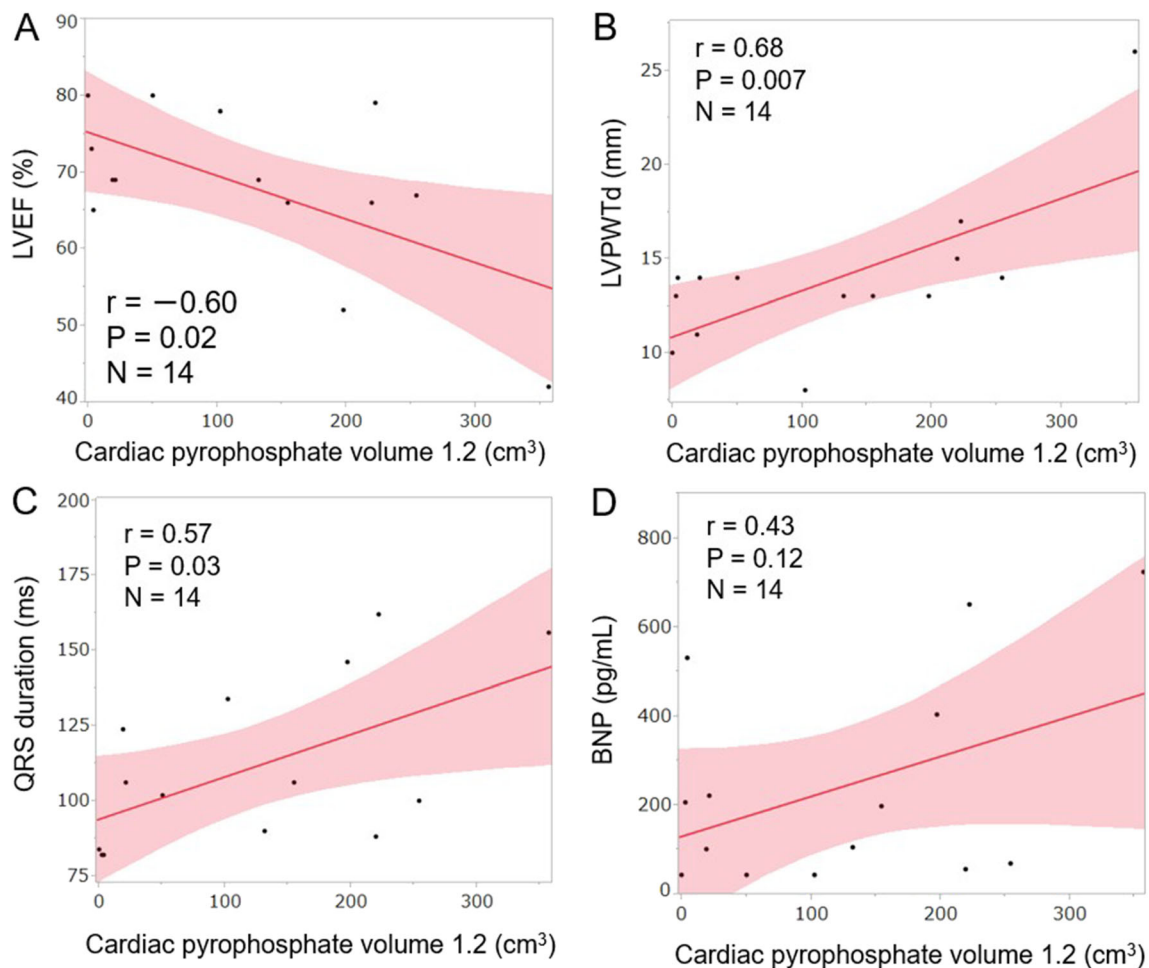 A
90
80
70
60
50
40
LVEF (%)
r = —0.60
P = 0.02
N = 14
0 100 200 300
Cardiac pyrophosphate volume 1.2 (cm³)
B
25
20
15
10
LVPWTd (mm)
r = 0.68
P = 0.007
N = 14
0 100 200 300
Cardiac pyrophosphate volume 1.2 (cm³)
C
200
175
150
125
100
75
QRS duration (ms)
r = 0.57
P = 0.03
N = 14
0 100 200 300
Cardiac pyrophosphate volume 1.2 (cm³)
D
800
600
400
200
0
BNP (pg/mL)
r = 0.43
P = 0.12
N = 14
0 100 200 300
Cardiac pyrophosphate volume 1.2 (cm³)